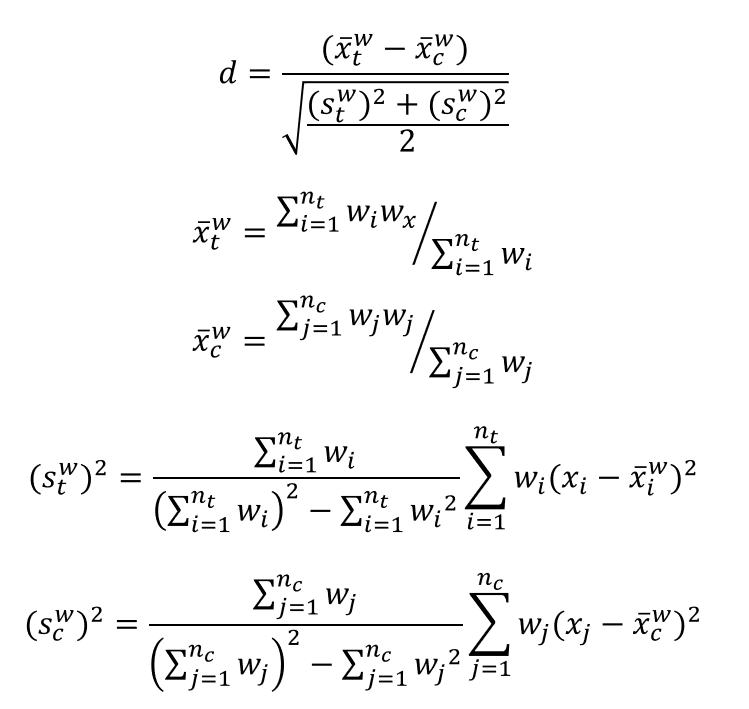 d = \frac{(\bar{x}_t^w - \bar{x}_c^w)}{\sqrt{\frac{(s_t^w)^2 + (s_c^w)^2}{2}}}
\bar{x}_t^w = {\sum_{i=1}^{n_t} w_i w_x} / {\sum_{i=1}^{n_t} w_i}
\bar{x}_c^w = {\sum_{j=1}^{n_c} w_j w_j} / {\sum_{j=1}^{n_c} w_j}
(s_t^w)^2 = \frac{\sum_{i=1}^{n_t} w_i}{\left(\sum_{i=1}^{n_t} w_i\right)^2 - \sum_{i=1}^{n_t} {w_i}^2} \sum_{i=1}^{n_t} w_i (x_i - \bar{x}_i^w)^2
(s_c^w)^2 = \frac{\sum_{j=1}^{n_c} w_j}{\left(\sum_{j=1}^{n_c} w_j\right)^2 - \sum_{j=1}^{n_c} {w_j}^2} \sum_{j=1}^{n_c} w_j (x_j - \bar{x}_c^w)^2